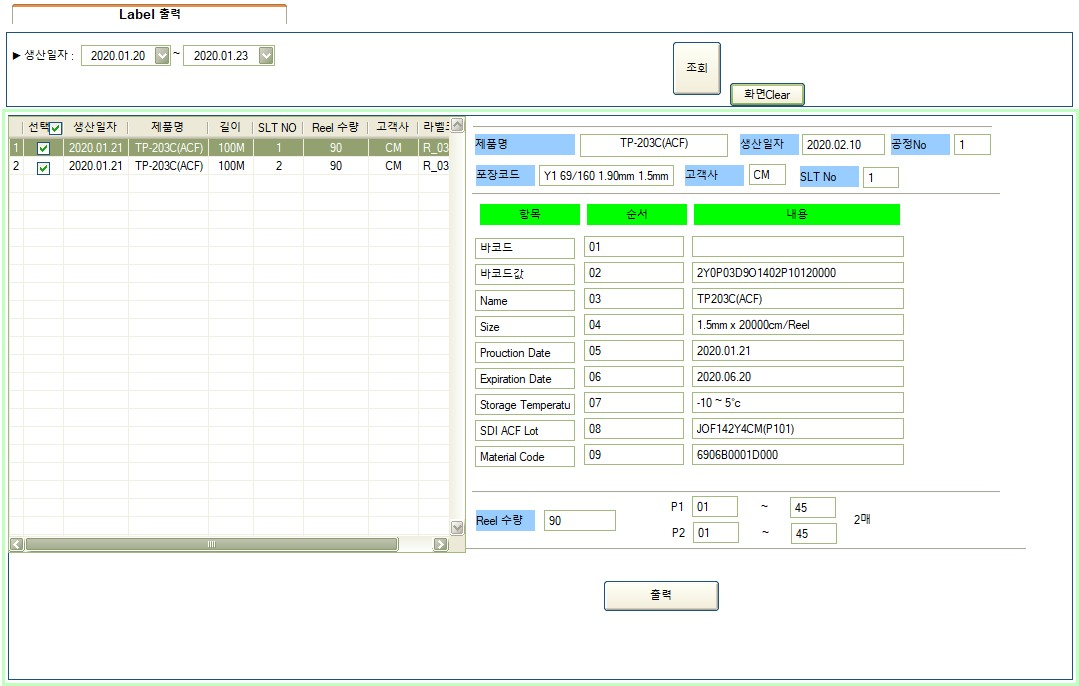 Label 출력
▶ 생산일자 : 2020.01.20 ~ 2020.01.23
조회
화면Clear
선택 생산일자 제품명 길이 SLT NO Reel 수량 고객사
1 2020.01.21 TP-203C(ACF) 100M 1 90 CM R_03
2 2020.01.21 TP-203C(ACF) 100M 2 90 CM R_03
제품명 TP-203C(ACF) 생산일자 2020.02.10 공정No 1
포장코드 Y1 69/160 1.90mm 1.5mm 고객사 CM SLT No 1
항목 순서 내용
바코드 01
바코드값 02 2Y0P03D9O1402P10120000
Name 03 TP203C(ACF)
Size 04 1.5mm x 20000cm/Reel
Prouction Date 05 2020.01.21
Expiration Date 06 2020.06.20
Storage Temperatu 07 -10 ~ 5°c
SDI ACF Lot 08 JOF142Y4CM(P101)
Material Code 09 6906B0001D000
Reel 수량 90
P1 01 ~ 45
2매
P2 01 ~ 45
출력